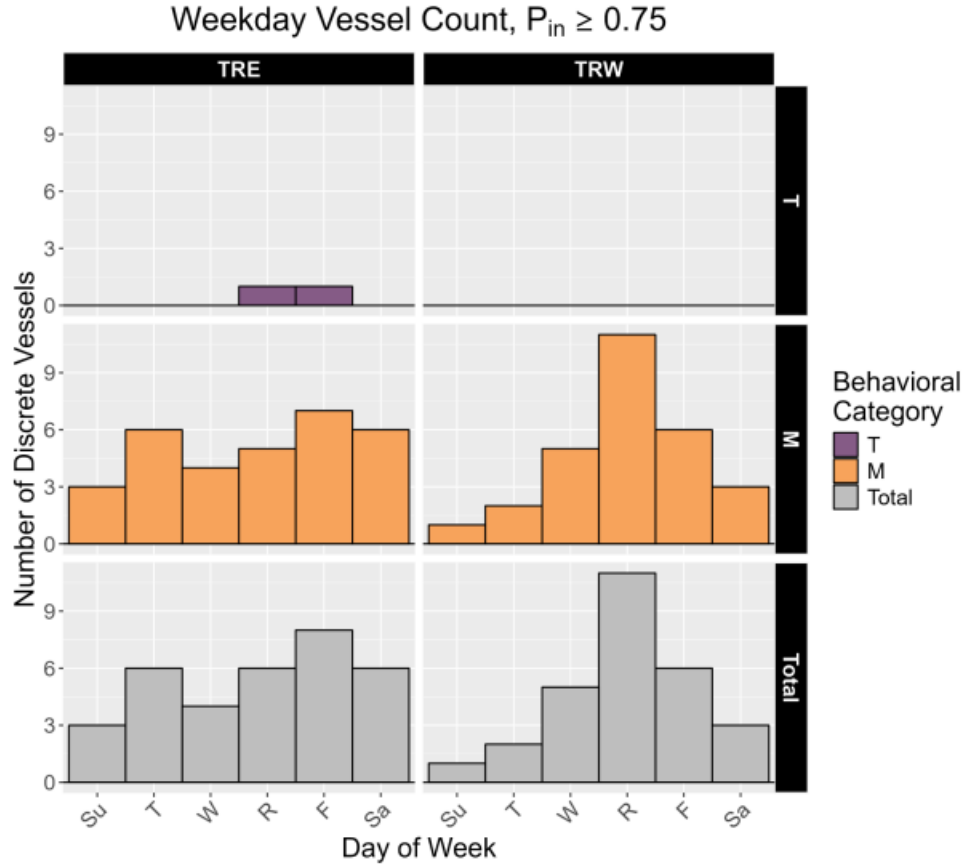 Weekday Vessel Count, Pin ≥ 0.75
TRE
TRW
9
6
3
0
T
9
6
3
0
M
9
6
3
0
Total
Number of Discrete Vessels
Su T W R F Sa
Su T W R F Sa
Day of Week
Behavioral
Category
T
M
Total